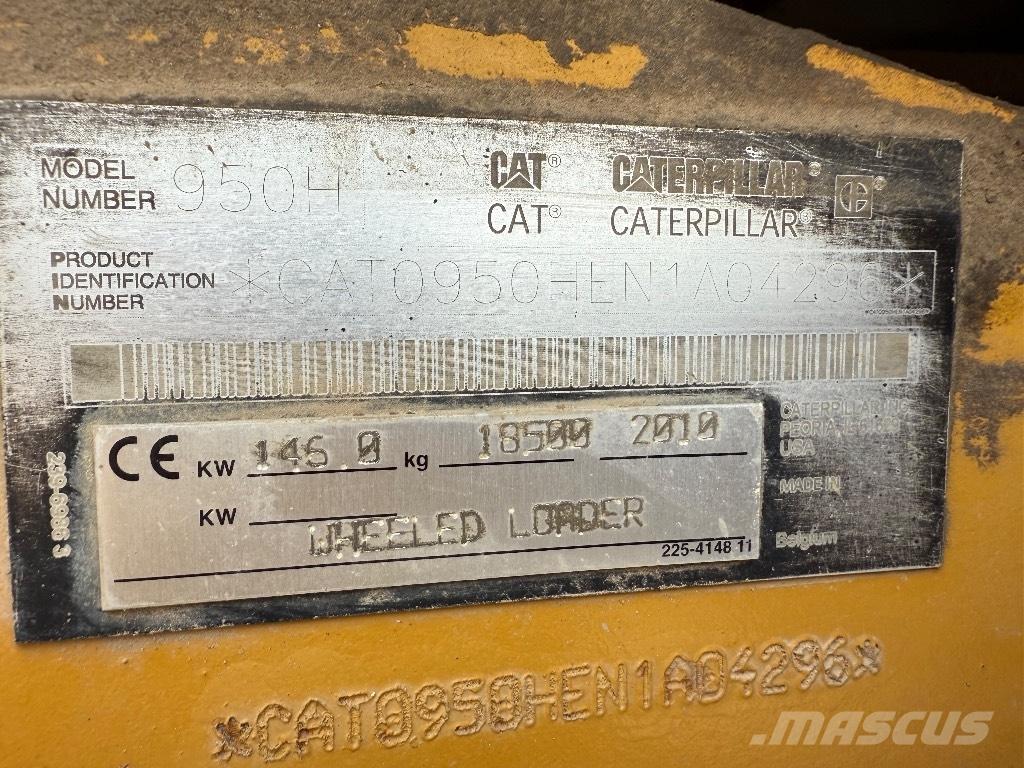 MODEL NUMBER 950H
CAT® CATERPILLAR®
CAT® CATERPILLAR®
PRODUCT IDENTIFICATION NUMBER *CAT0950HEN1A04296*
CATERPILLAR INC
PEORIA
USA
MADE IN
Belgium
CE KW 146.0 kg 18500 2010
KW
WHEELED LOADER
225-4148 11
*CAT0950HEN1A04296*
MASCUS